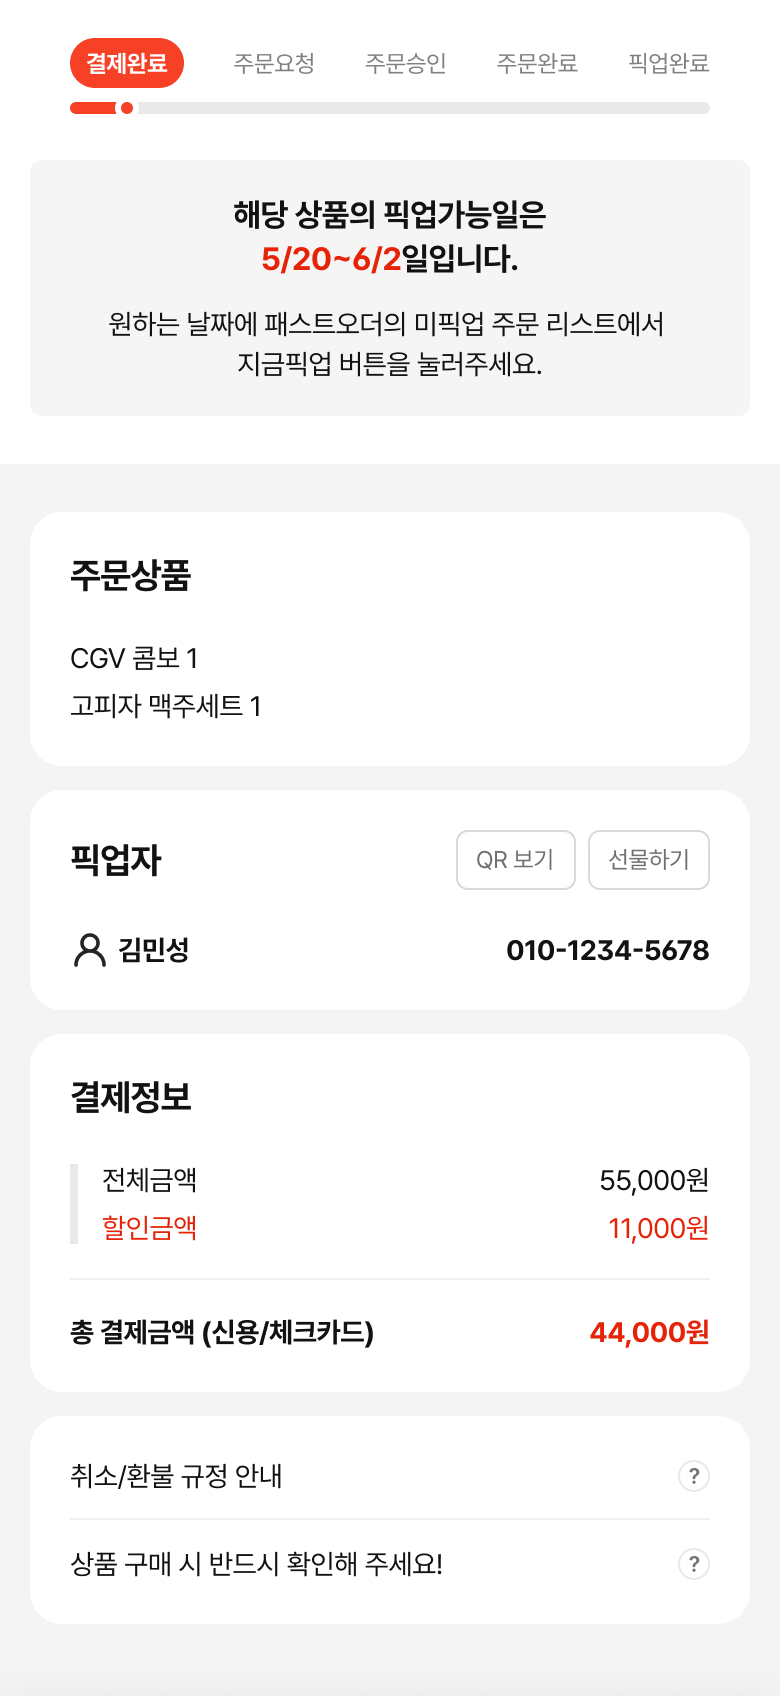 결제완료 주문요청 주문승인 주문완료 픽업완료
해당 상품의 픽업가능일은
5/20~6/2일입니다.
원하는 날짜에 패스트오더의 미픽업 주문 리스트에서
지금픽업 버튼을 눌러주세요.
주문상품
CGV 콤보 1
고피자 맥주세트 1
픽업자 QR 보기 선물하기
김민성 010-1234-5678
결제정보
전체금액 55,000원
할인금액 11,000원
총 결제금액 (신용/체크카드) 44,000원
취소/환불 규정 안내 ?
상품 구매 시 반드시 확인해 주세요! ?